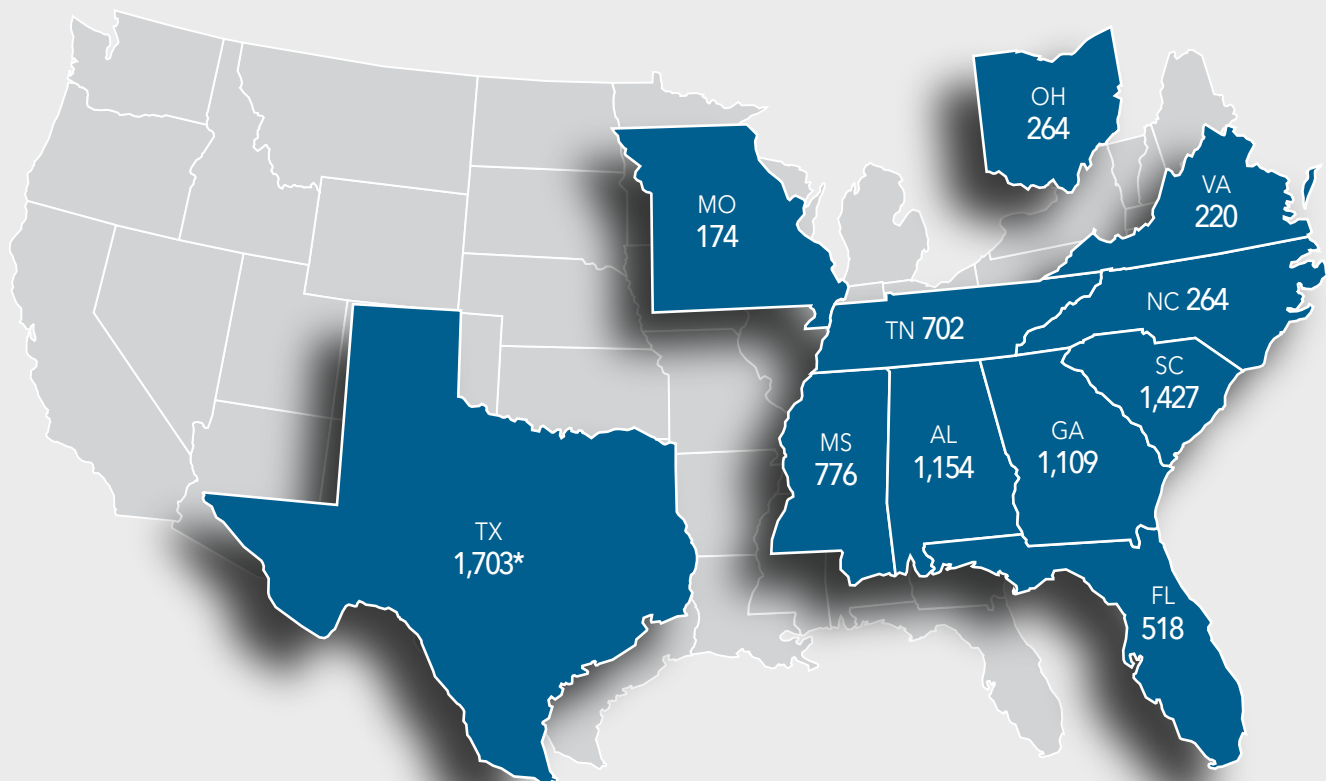 OH
264
VA
220
MO
174
NC 264
TN 702
SC
1,427
MS
776
AL
1,154
GA
1,109
TX
1,703*
FL
518